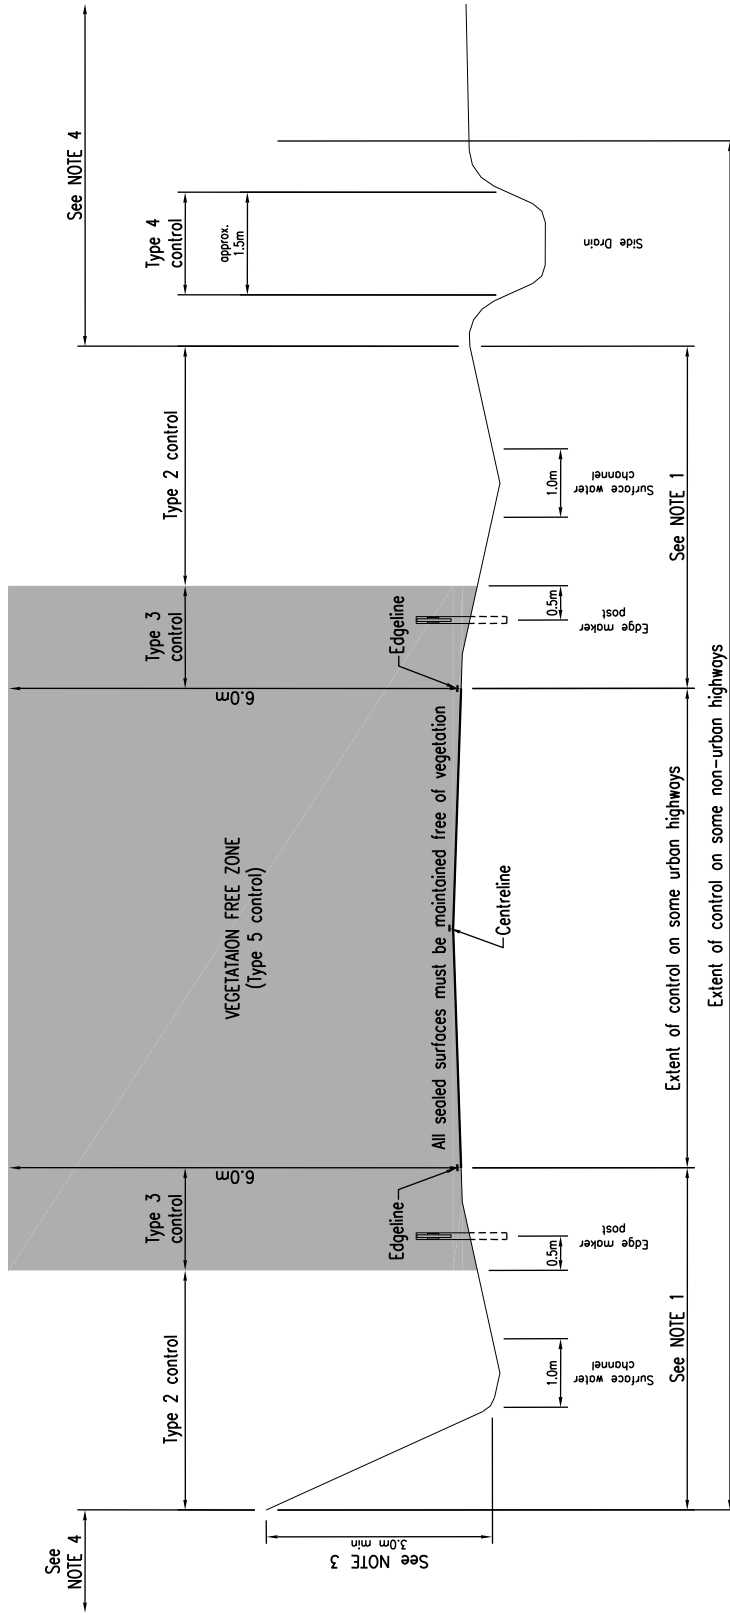 See
NOTE 4
See NOTE 4
Type 2 control
Type 3
control
VEGETATAION FREE ZONE
(Type 5 control)
Type 3
control
Type 2 control
Type 4
control
approx.
1.5m
6.0m
6.0m
See NOTE 3
3.0m min
Edgeline
All sealed surfaces must be maintained free of vegetation
Edgeline
Centreline
1.0m
Surface water
channel
0.5m
Edge maker
post
0.5m
Edge maker
post
1.0m
Surface water
channel
Side Drain
See NOTE 1
Extent of control on some urban highways
See NOTE 1
Extent of control on some non-urban highways